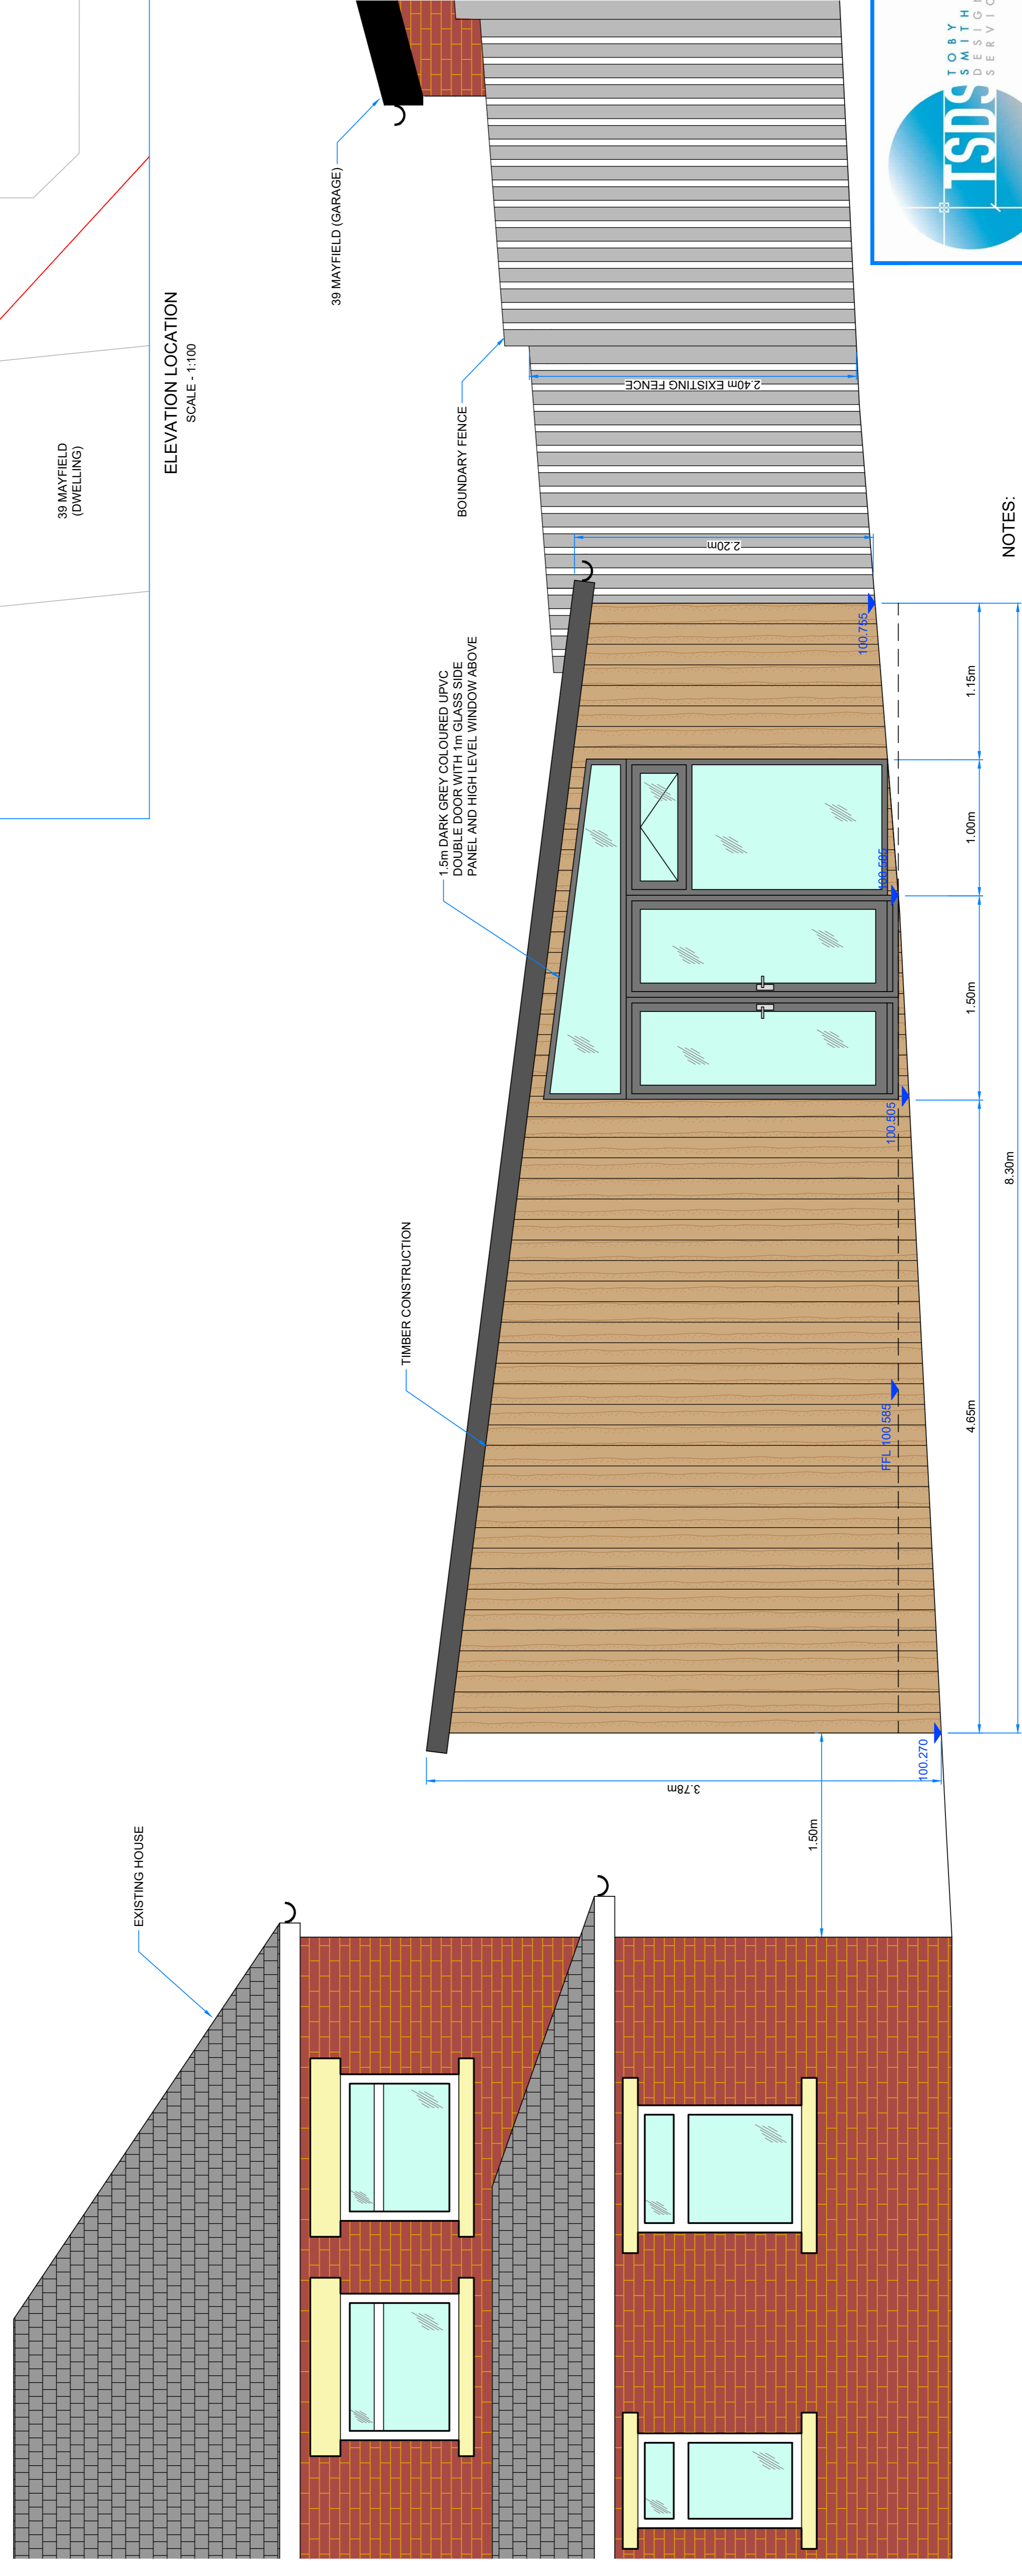 39 MAYFIELD
(DWELLING)
ELEVATION LOCATION
SCALE - 1:100
EXISTING HOUSE
TIMBER CONSTRUCTION
1.5m DARK GREY COLOURED UPVC
DOUBLE DOOR WITH 1m GLASS SIDE
PANEL AND HIGH LEVEL WINDOW ABOVE
BOUNDARY FENCE
39 MAYFIELD (GARAGE)
3.78m
1.50m
100.270
FFL 100.585
100.505
100.585
100.755
2.20m
2.40m EXISTING FENCE
4.65m
1.50m
1.00m
1.15m
8.30m
NOTES:
TSDS
TOBY
SMITH